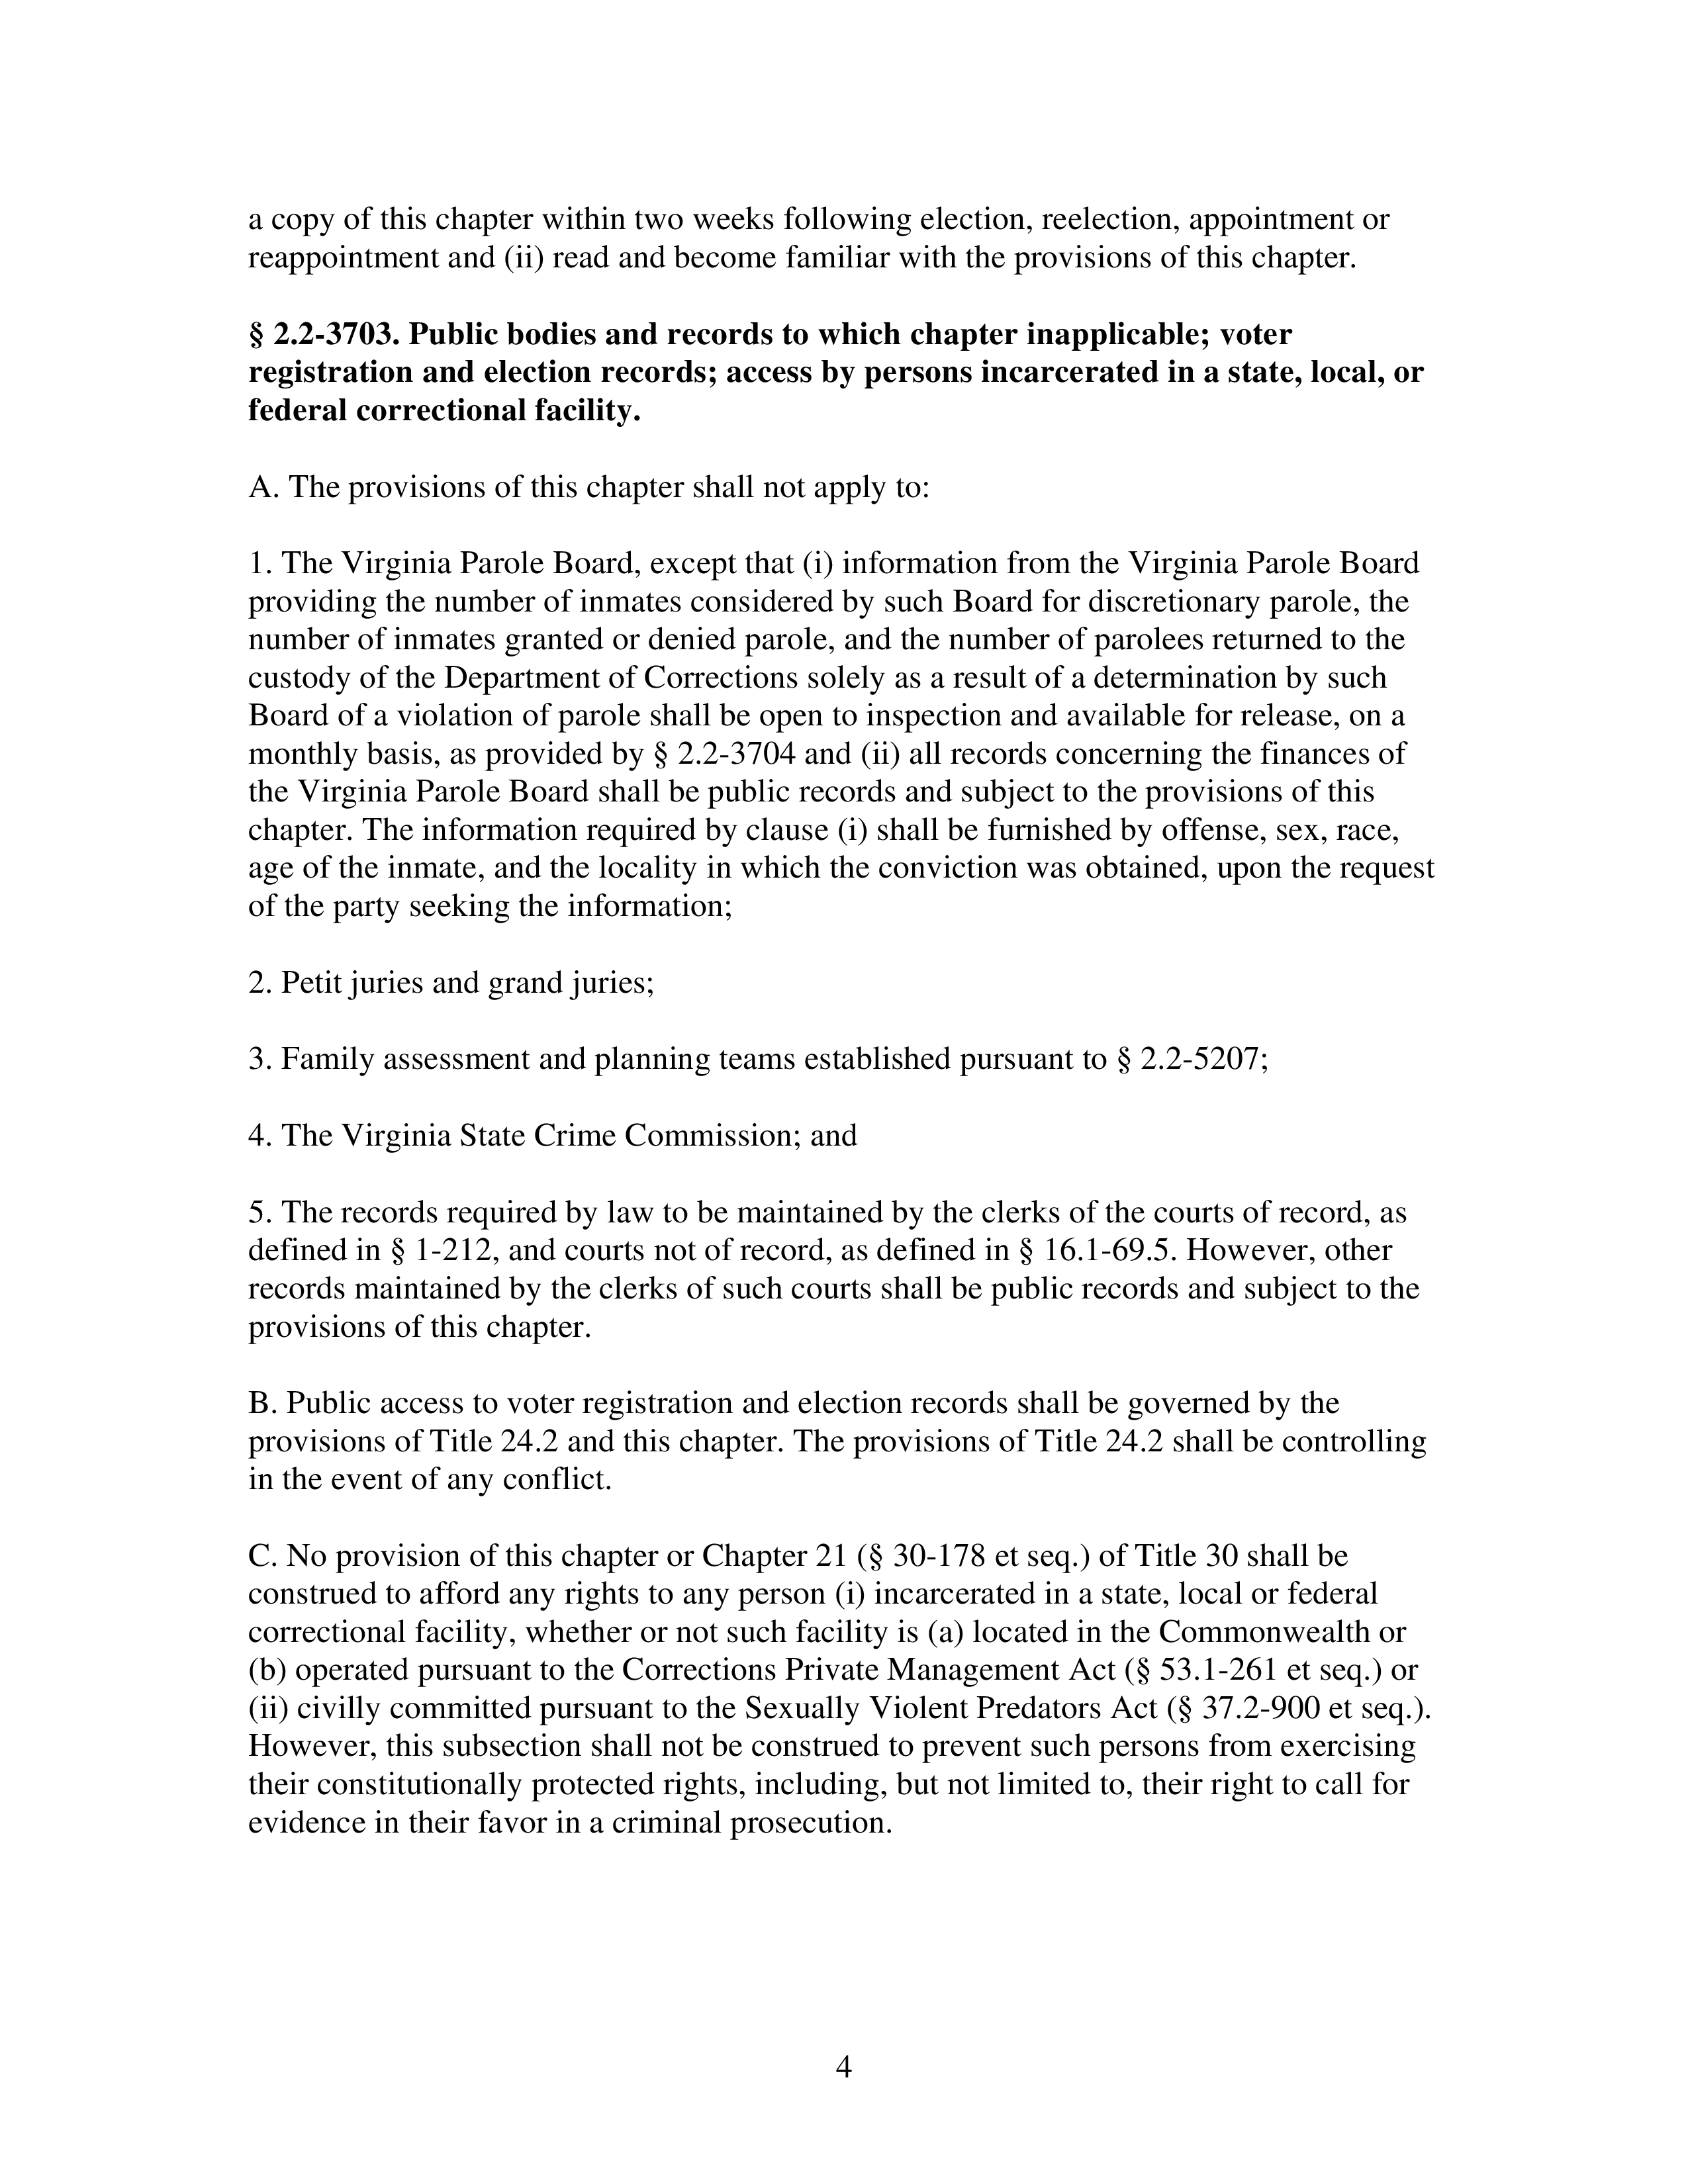 a copy of this chapter within two weeks following election, reelection, appointment or
reappointment and (ii) read and become familiar with the provisions of this chapter.
§ 2.2-3703. Public bodies and records to which chapter inapplicable; voter
registration and election records; access by persons incarcerated in a state, local, or
federal correctional facility.
A. The provisions of this chapter shall not apply to:
1. The Virginia Parole Board, except that (i) information from the Virginia Parole Board
providing the number of inmates considered by such Board for discretionary parole, the
number of inmates granted or denied parole, and the number of parolees returned to the
custody of the Department of Corrections solely as a result of a determination by such
Board of a violation of parole shall be open to inspection and available for release, on a
monthly basis, as provided by § 2.2-3704 and (ii) all records concerning the finances of
the Virginia Parole Board shall be public records and subject to the provisions of this
chapter. The information required by clause (i) shall be furnished by offense, sex, race,
age of the inmate, and the locality in which the conviction was obtained, upon the request
of the party seeking the information;
2. Petit juries and grand juries;
3. Family assessment and planning teams established pursuant to § 2.2-5207;
4. The Virginia State Crime Commission; and
5. The records required by law to be maintained by the clerks of the courts of record, as
defined in § 1-212, and courts not of record, as defined in § 16.1-69.5. However, other
records maintained by the clerks of such courts shall be public records and subject to the
provisions of this chapter.
B. Public access to voter registration and election records shall be governed by the
provisions of Title 24.2 and this chapter. The provisions of Title 24.2 shall be controlling
in the event of any conflict.
C. No provision of this chapter or Chapter 21 (§ 30-178 et seq.) of Title 30 shall be
construed to afford any rights to any person (i) incarcerated in a state, local or federal
correctional facility, whether or not such facility is (a) located in the Commonwealth or
(b) operated pursuant to the Corrections Private Management Act (§ 53.1-261 et seq.) or
(ii) civilly committed pursuant to the Sexually Violent Predators Act (§ 37.2-900 et seq.).
However, this subsection shall not be construed to prevent such persons from exercising
their constitutionally protected rights, including, but not limited to, their right to call for
evidence in their favor in a criminal prosecution.
4